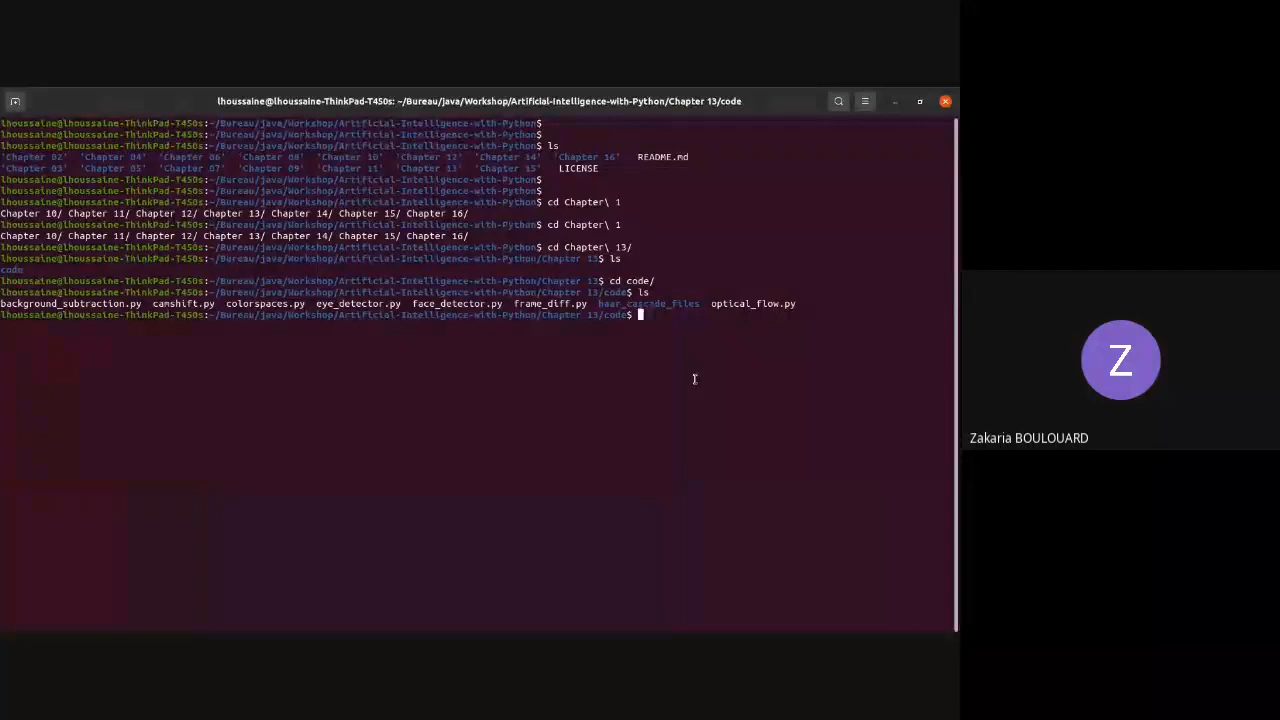 lhoussaine@lhoussaine-ThinkPad-T450s: ~/Bureau/java/Workshop/Artificial-Intelligence-with-Python/Chapter 13/code
lhoussaine@lhoussaine-ThinkPad-T450s:~/Bureau/java/Workshop/Artificial-Intelligence-with-Python$
lhoussaine@lhoussaine-ThinkPad-T450s:~/Bureau/java/Workshop/Artificial-Intelligence-with-Python$
lhoussaine@lhoussaine-ThinkPad-T450s:~/Bureau/java/Workshop/Artificial-Intelligence-with-Python$ ls
'Chapter 02' 'Chapter 04' 'Chapter 06' 'Chapter 08' 'Chapter 10' 'Chapter 12' 'Chapter 14' 'Chapter 16' README.md
'Chapter 03' 'Chapter 05' 'Chapter 07' 'Chapter 09' 'Chapter 11' 'Chapter 13' 'Chapter 15' LICENSE
lhoussaine@lhoussaine-ThinkPad-T450s:~/Bureau/java/Workshop/Artificial-Intelligence-with-Python$
lhoussaine@lhoussaine-ThinkPad-T450s:~/Bureau/java/Workshop/Artificial-Intelligence-with-Python$
lhoussaine@lhoussaine-ThinkPad-T450s:~/Bureau/java/Workshop/Artificial-Intelligence-with-Python$ cd Chapter\ 1
Chapter 10/ Chapter 11/ Chapter 12/ Chapter 13/ Chapter 14/ Chapter 15/ Chapter 16/
lhoussaine@lhoussaine-ThinkPad-T450s:~/Bureau/java/Workshop/Artificial-Intelligence-with-Python$ cd Chapter\ 1
Chapter 10/ Chapter 11/ Chapter 12/ Chapter 13/ Chapter 14/ Chapter 15/ Chapter 16/
lhoussaine@lhoussaine-ThinkPad-T450s:~/Bureau/java/Workshop/Artificial-Intelligence-with-Python$ cd Chapter\ 13/
lhoussaine@lhoussaine-ThinkPad-T450s:~/Bureau/java/Workshop/Artificial-Intelligence-with-Python/Chapter 13$ ls
code
lhoussaine@lhoussaine-ThinkPad-T450s:~/Bureau/java/Workshop/Artificial-Intelligence-with-Python/Chapter 13$ cd code/
lhoussaine@lhoussaine-ThinkPad-T450s:~/Bureau/java/Workshop/Artificial-Intelligence-with-Python/Chapter 13/code$ ls
background_subtraction.py camshift.py colorspaces.py eye_detector.py face_detector.py frame_diff.py haar_cascade_files optical_flow.py
lhoussaine@lhoussaine-ThinkPad-T450s:~/Bureau/java/Workshop/Artificial-Intelligence-with-Python/Chapter 13/code$
Z
Zakaria BOULOUARD